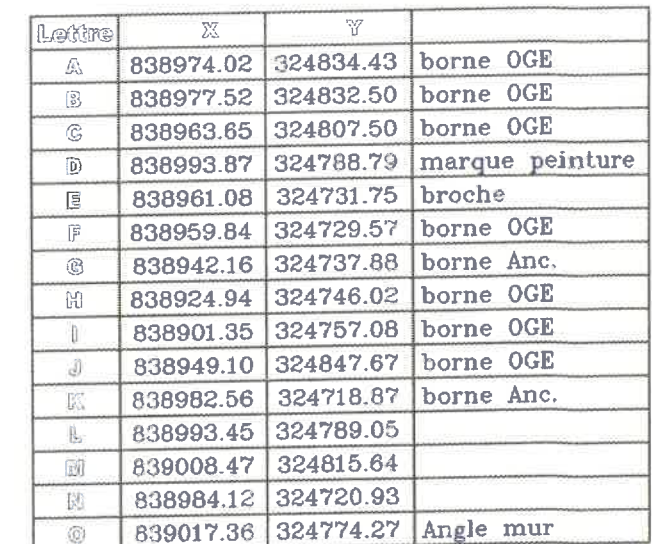 Lettre X Y
A 838974.02 324834.43 borne OGE
B 838977.52 324832.50 borne OGE
C 838963.65 324807.50 borne OGE
D 838993.87 324788.79 marque peinture
E 838961.08 324731.75 broche
F 838959.84 324729.57 borne OGE
G 838942.16 324737.88 borne Anc.
H 838924.94 324746.02 borne OGE
I 838901.35 324757.08 borne OGE
J 838949.10 324847.67 borne OGE
K 838982.56 324718.87 borne Anc.
L 838993.45 324789.05
M 839008.47 324815.64
N 838984.12 324720.93
O 839017.36 324774.27 Angle mur